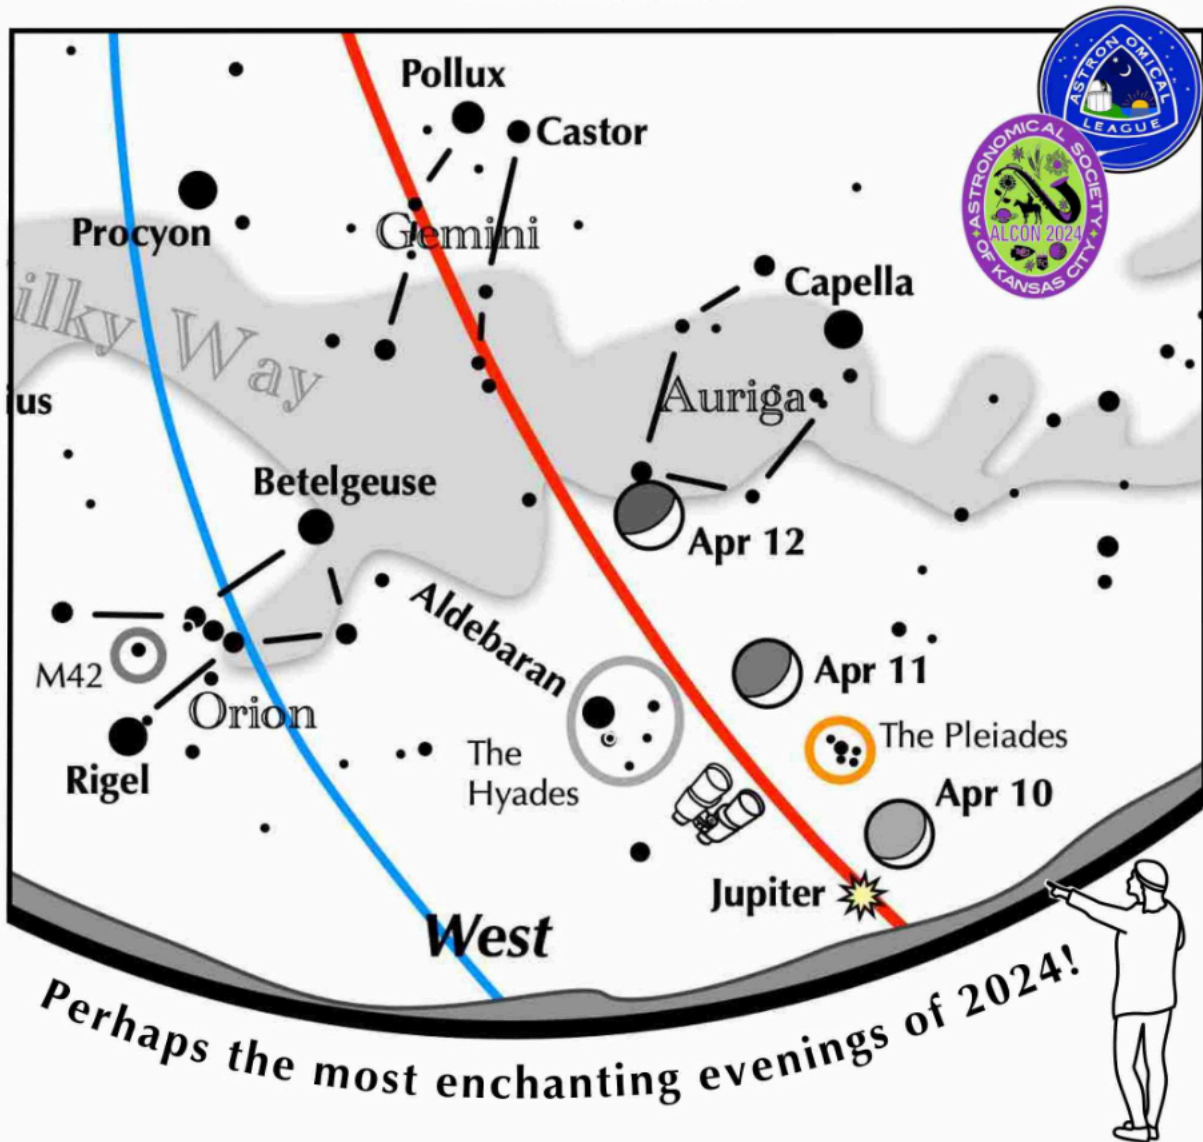 ASTRONOMICAL
LEAGUE
ASTRONOMICAL SOCIETY
OF KANSAS CITY
ALCON 2024
Pollux
Castor
Procyon
Gemini
Capella
ilky Way
Auriga
ius
Betelgeuse
Apr 12
Aldebaran
Apr 11
M42
Orion
The Pleiades
The
Hyades
Rigel
Apr 10
Jupiter
West
Perhaps the most enchanting evenings of 2024!